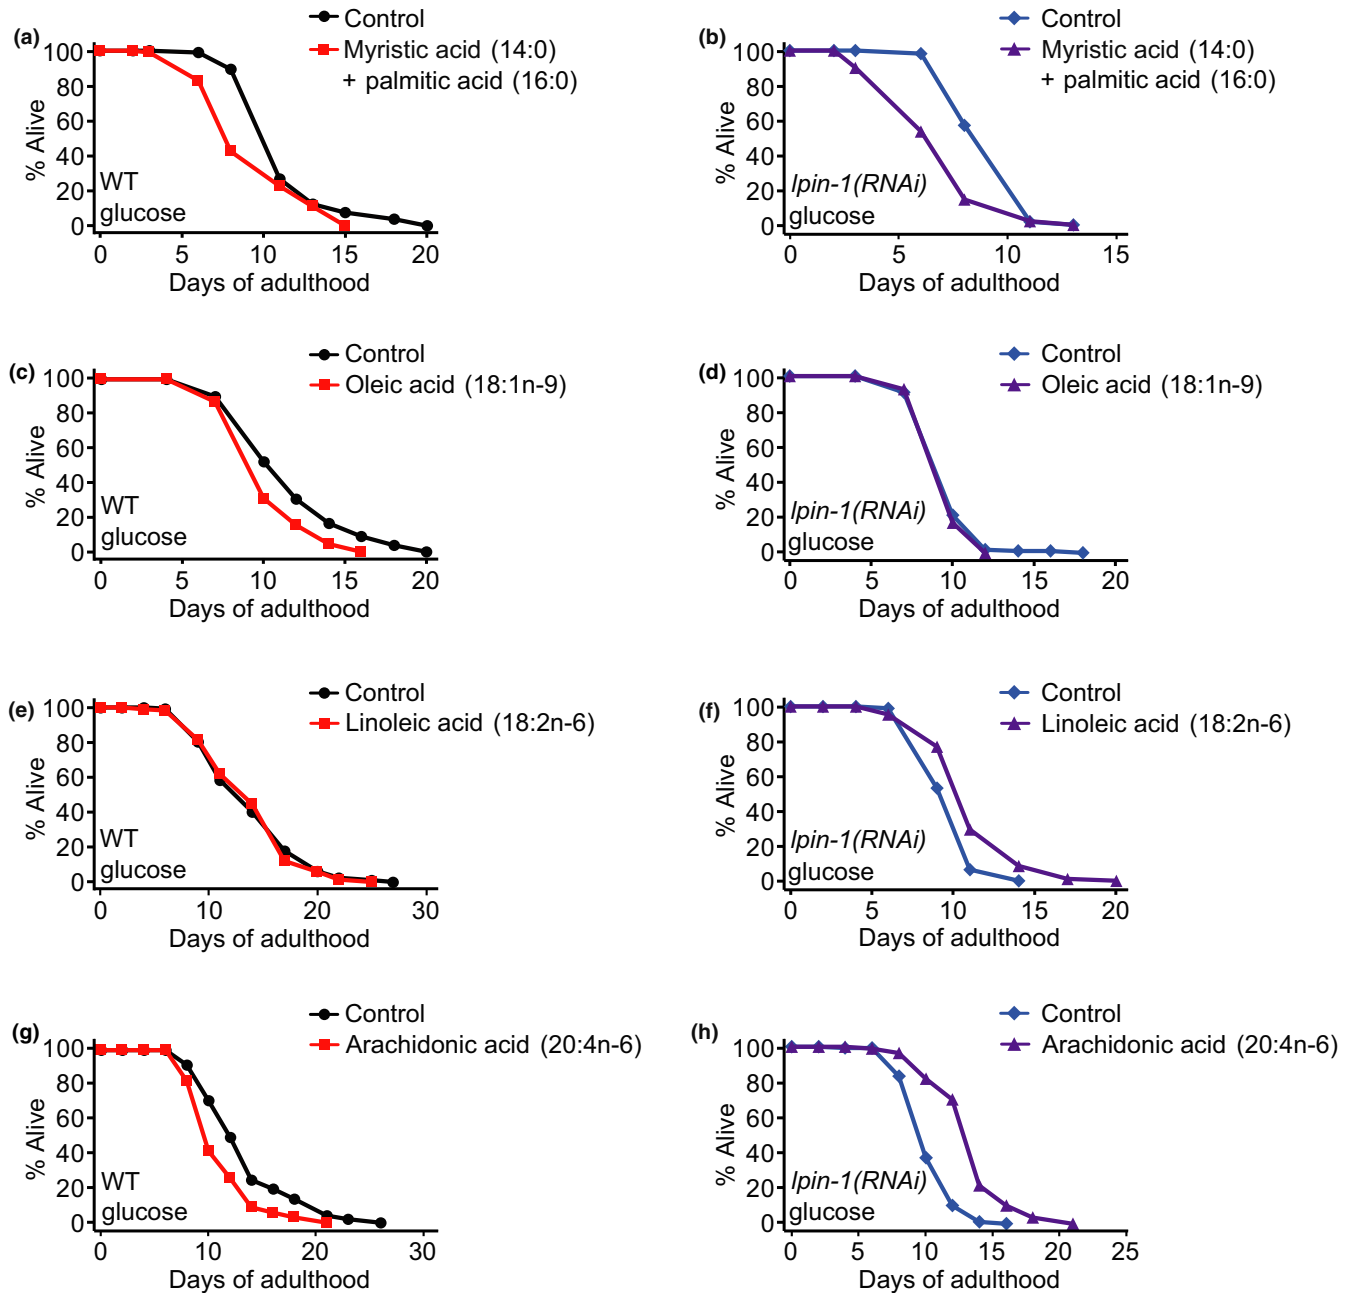 (a)
Control
Myristic acid (14:0)
+ palmitic acid (16:0)
100
80
60
40
20
0
% Alive
WT
glucose
0 5 10 15 20
Days of adulthood
(b)
Control
Myristic acid (14:0)
+ palmitic acid (16:0)
100
80
60
40
20
0
% Alive
lpin-1(RNAi)
glucose
0 5 10 15
Days of adulthood
(c)
Control
Oleic acid (18:1n-9)
100
80
60
40
20
0
% Alive
WT
glucose
0 5 10 15 20
Days of adulthood
(d)
Control
Oleic acid (18:1n-9)
100
80
60
40
20
0
% Alive
lpin-1(RNAi)
glucose
0 5 10 15 20
Days of adulthood
(e)
Control
Linoleic acid (18:2n-6)
100
80
60
40
20
0
% Alive
WT
glucose
0 10 20 30
Days of adulthood
(f)
Control
Linoleic acid (18:2n-6)
100
80
60
40
20
0
% Alive
lpin-1(RNAi)
glucose
0 5 10 15 20
Days of adulthood
(g)
Control
Arachidonic acid (20:4n-6)
100
80
60
40
20
0
% Alive
WT
glucose
0 10 20 30
Days of adulthood
(h)
Control
Arachidonic acid (20:4n-6)
100
80
60
40
20
0
% Alive
lpin-1(RNAi)
glucose
0 5 10 15 20 25
Days of adulthood